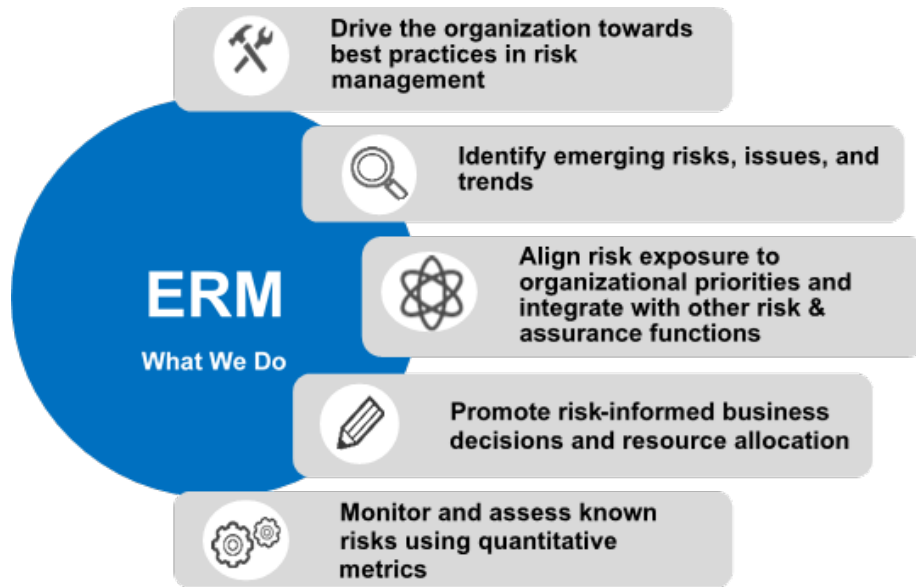 Drive the organization towards
best practices in risk
management
Identify emerging risks, issues, and
trends
ERM
What We Do
Align risk exposure to
organizational priorities and
integrate with other risk &
assurance functions
Promote risk-informed business
decisions and resource allocation
Monitor and assess known
risks using quantitative
metrics